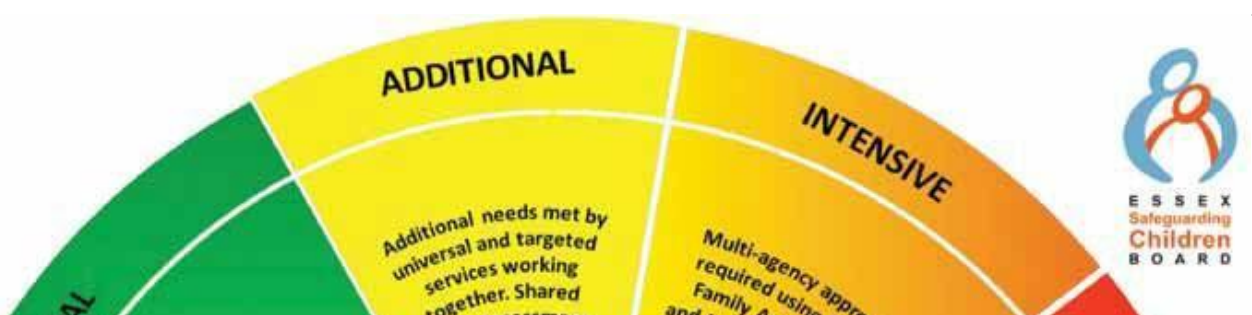 ADDITIONAL
INTENSIVE
Additional needs met by
universal and targeted
services working
together. Shared
Multi-agency
required using
Family
E S S E X
Safeguarding
Children
B O A R D